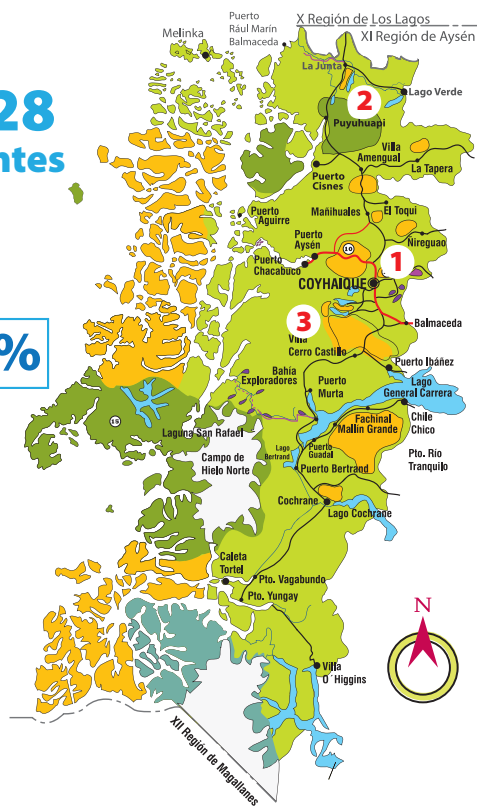 X Región de Los Lagos
XI Región de Aysén
Puerto
Rául Marín
Balmaceda
Melinka
La Junta
Lago Verde
28
ntes
2
Puyuhuapi
Villa
Amengual
La Tapera
Puerto
Cisnes
Puerto
Aguirre
Mañihuales
El Toqui
Ñireguao
Puerto
Aysén
10
1
Puerto
Chacabuco
COYHAIQUE
3
Balmaceda
%
Villa
Cerro Castillo
Puerto Ibáñez
Bahía
Exploradores
Puerto
Murta
Lago
General Carrera
Chile
Chico
Fachinal
Mallín Grande
15
Laguna San Rafael
Lago
Bertrand
Puerto
Guadal
Pto. Río
Tranquilo
Campo de
Hielo Norte
Puerto Bertrand
Cochrane
Lago Cochrane
Caleta
Tortel
Pto. Vagabundo
Pto. Yungay
N
Villa
O´Higgins
XII Región de Magallanes